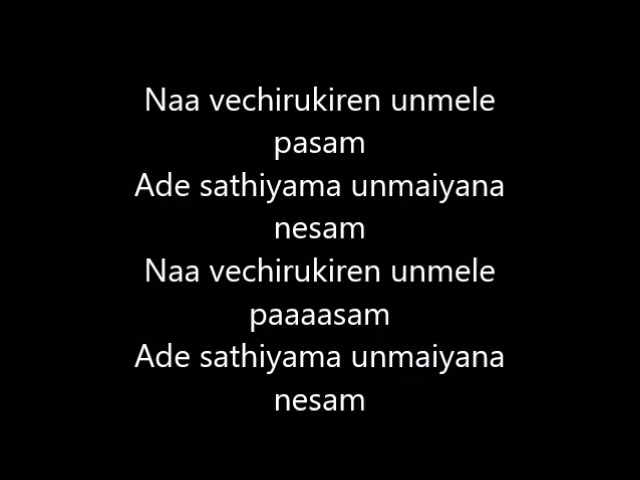 Naa vechirukiren unmele
pasam
Ade sathiyama unmaiyana
nesam
Naa vechirukiren unmele
paaaasam
Ade sathiyama unmaiyana
nesam